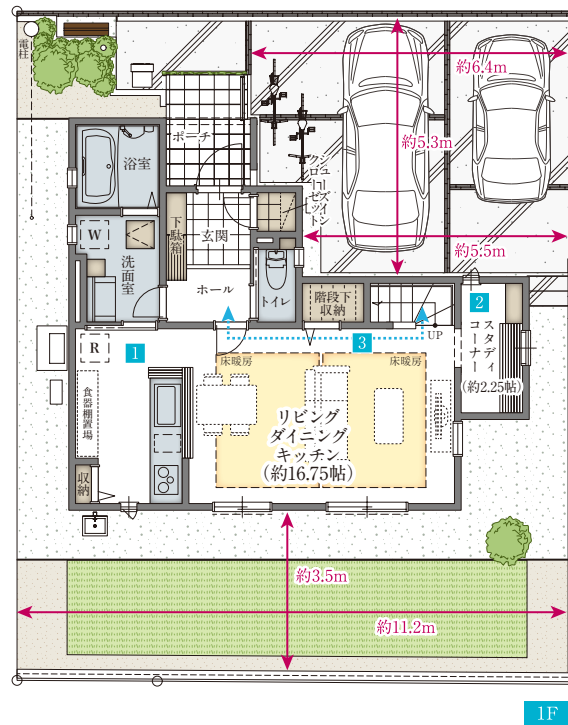 電柱
約6.4m
約5.3m
ポーチ
浴室
シューズイン
クローゼット
下駄箱
玄関
W
洗面室
約5.5m
ホール
トイレ
階段下
収納
2
スタディ
コーナー
(約2.25帖)
3
UP
R
1
床暖房
床暖房
食器棚置場
リビング
ダイニング
キッチン
(約16.75帖)
収納
約3.5m
約11.2m
1F